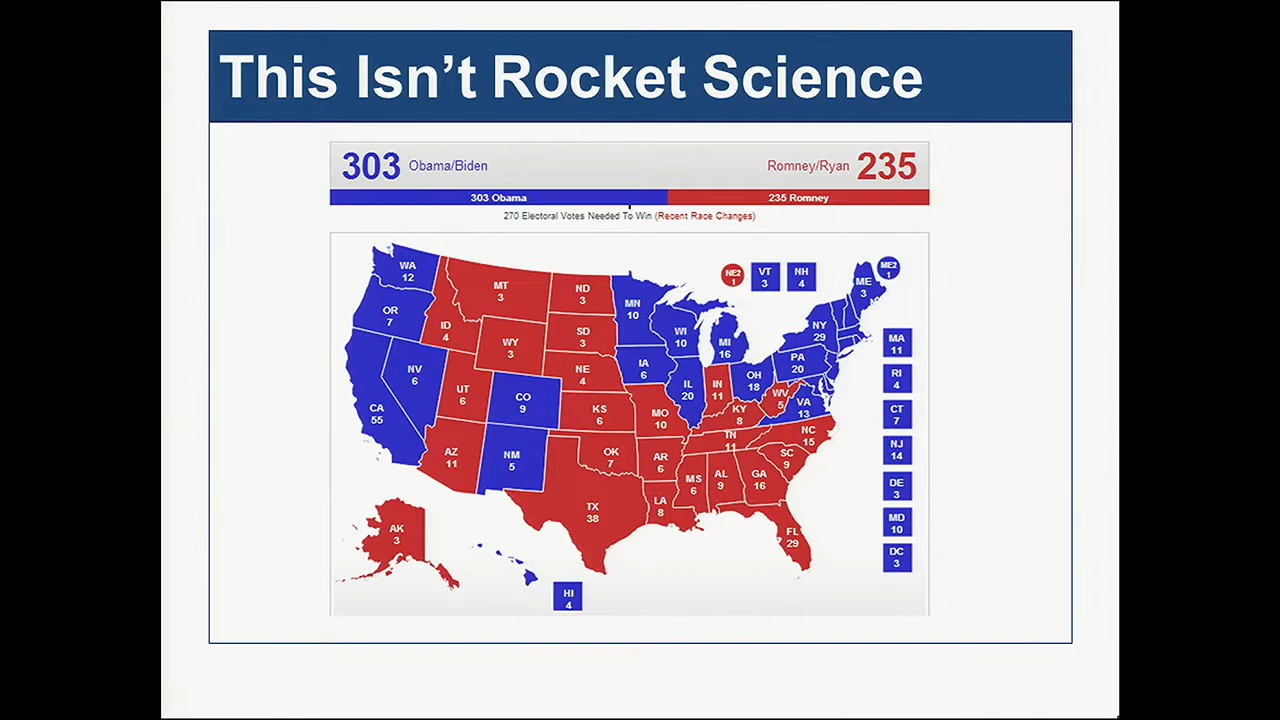 This Isn't Rocket Science
303 Obama/Biden
Romney/Ryan 235
303 Obama
235 Romney
270 Electoral Votes Needed To Win (Recent Race Changes)
WA
12
OR
7
CA
55
NV
6
ID
4
MT
3
WY
3
UT
6
AZ
11
CO
9
NM
5
ND
3
SD
3
NE
4
KS
6
OK
7
TX
38
MN
10
IA
6
MO
10
AR
6
LA
8
WI
10
IL
20
MI
16
IN
11
OH
18
KY
8
TN
11
MS
6
AL
9
GA
16
FL
29
SC
9
NC
15
VA
13
WV
5
PA
20
NY
29
ME
3
NE2
1
VT
3
NH
4
ME2
1
MA
11
RI
4
CT
7
NJ
14
DE
3
MD
10
DC
3
AK
3
HI
4